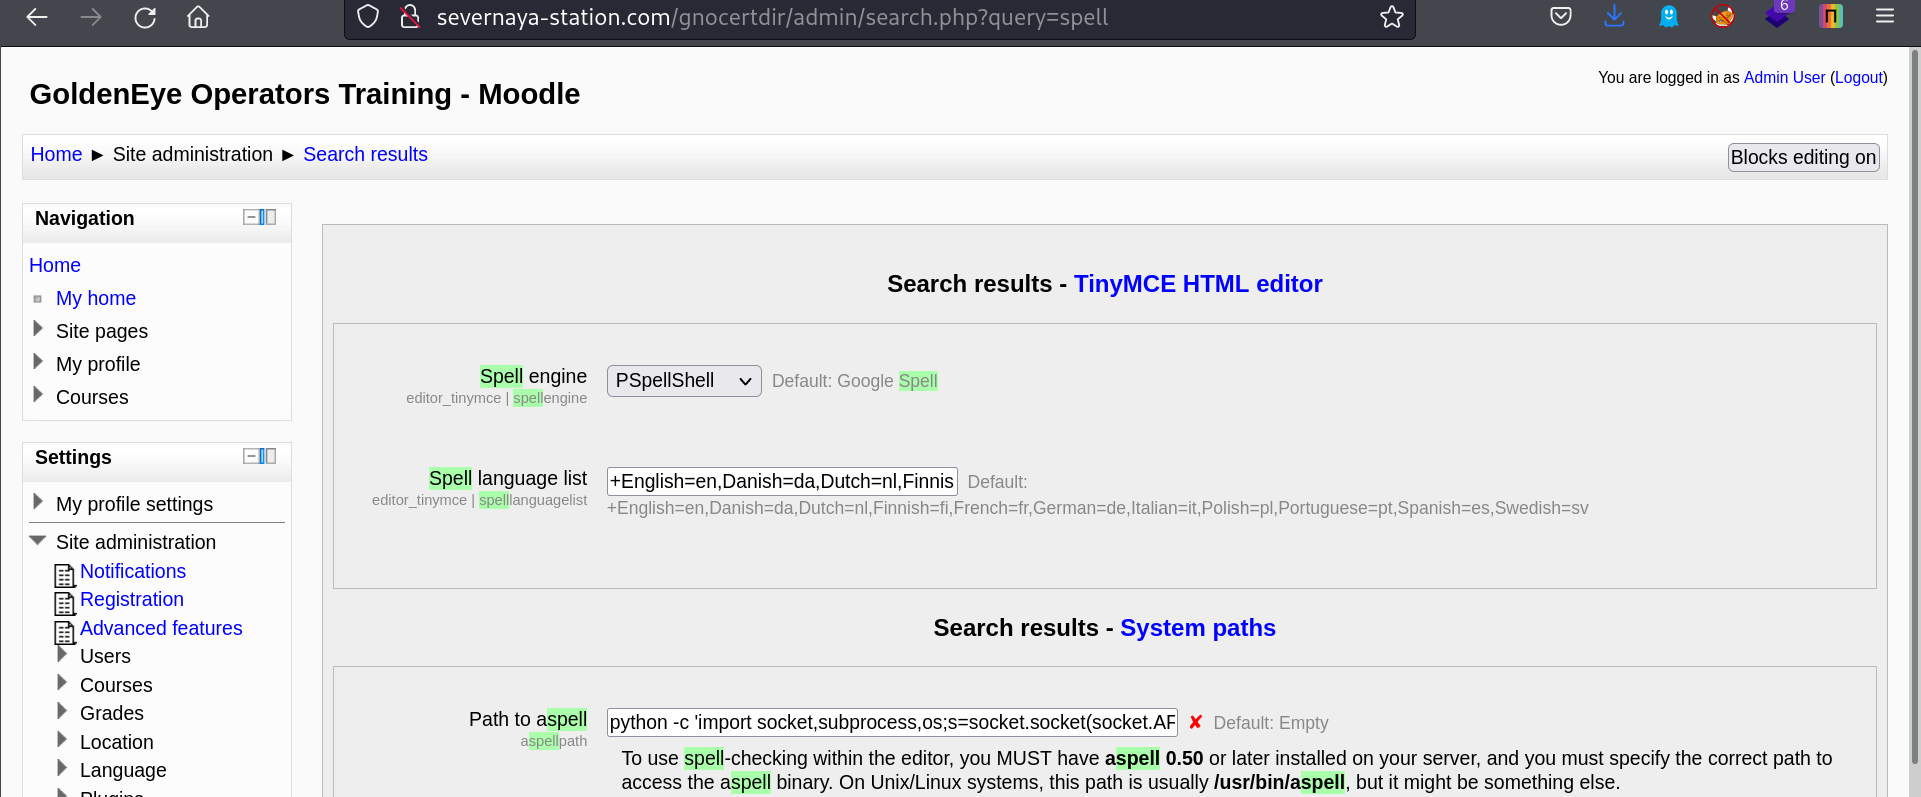 severnaya-station.com/gnocertdir/admin/search.php?query=spell
6
GoldenEye Operators Training - Moodle
You are logged in as Admin User (Logout)
Home ► Site administration ► Search results
Blocks editing on
Navigation
Home
My home
Site pages
My profile
Courses
Settings
My profile settings
Site administration
Notifications
Registration
Advanced features
Users
Courses
Grades
Location
Language
Plugins
Search results - TinyMCE HTML editor
Spell engine
editor_tinymce | spellengine
PSpellShell
Default: Google Spell
Spell language list
editor_tinymce | spelllanguagelist
+English=en,Danish=da,Dutch=nl,Finnis
Default:
+English=en,Danish=da,Dutch=nl,Finnish=fi,French=fr,German=de,Italian=it,Polish=pl,Portuguese=pt,Spanish=es,Swedish=sv
Search results - System paths
Path to aspell
aspellpath
python -c 'import socket,subprocess,os;s=socket.socket(socket.AF
✘ Default: Empty
To use spell-checking within the editor, you MUST have aspell 0.50 or later installed on your server, and you must specify the correct path to
access the aspell binary. On Unix/Linux systems, this path is usually /usr/bin/aspell, but it might be something else.